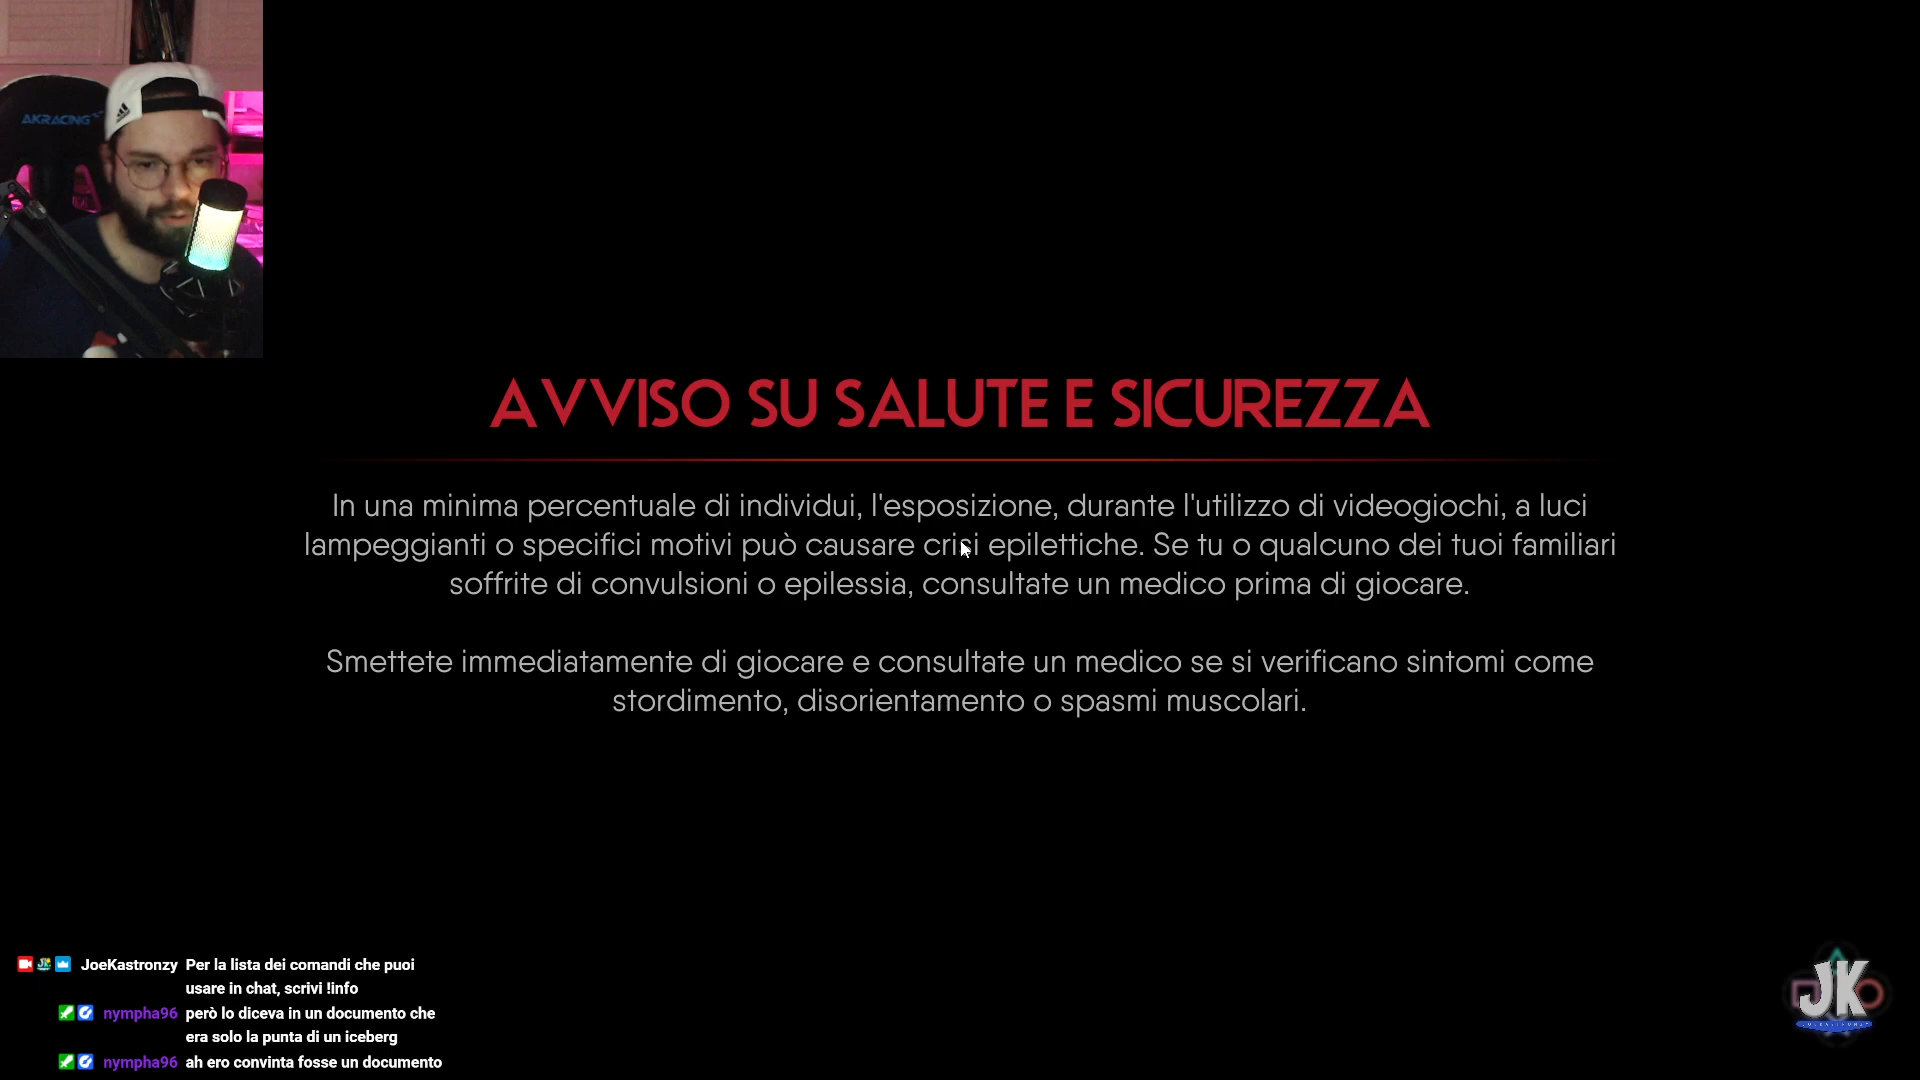 AKRACING
AVVISO SU SALUTE E SICUREZZA
In una minima percentuale di individui, l'esposizione, durante l'utilizzo di videogiochi, a luci
lampeggianti o specifici motivi può causare crisi epilettiche. Se tu o qualcuno dei tuoi familiari
soffrite di convulsioni o epilessia, consultate un medico prima di giocare.
Smettete immediatamente di giocare e consultate un medico se si verificano sintomi come
stordimento, disorientamento o spasmi muscolari.
JoeKastronzy Per la lista dei comandi che puoi
usare in chat, scrivi !info
nympha96 però lo diceva in un documento che
era solo la punta di un iceberg
nympha96 ah ero convinta fosse un documento
JK
JOEKASTRONZY